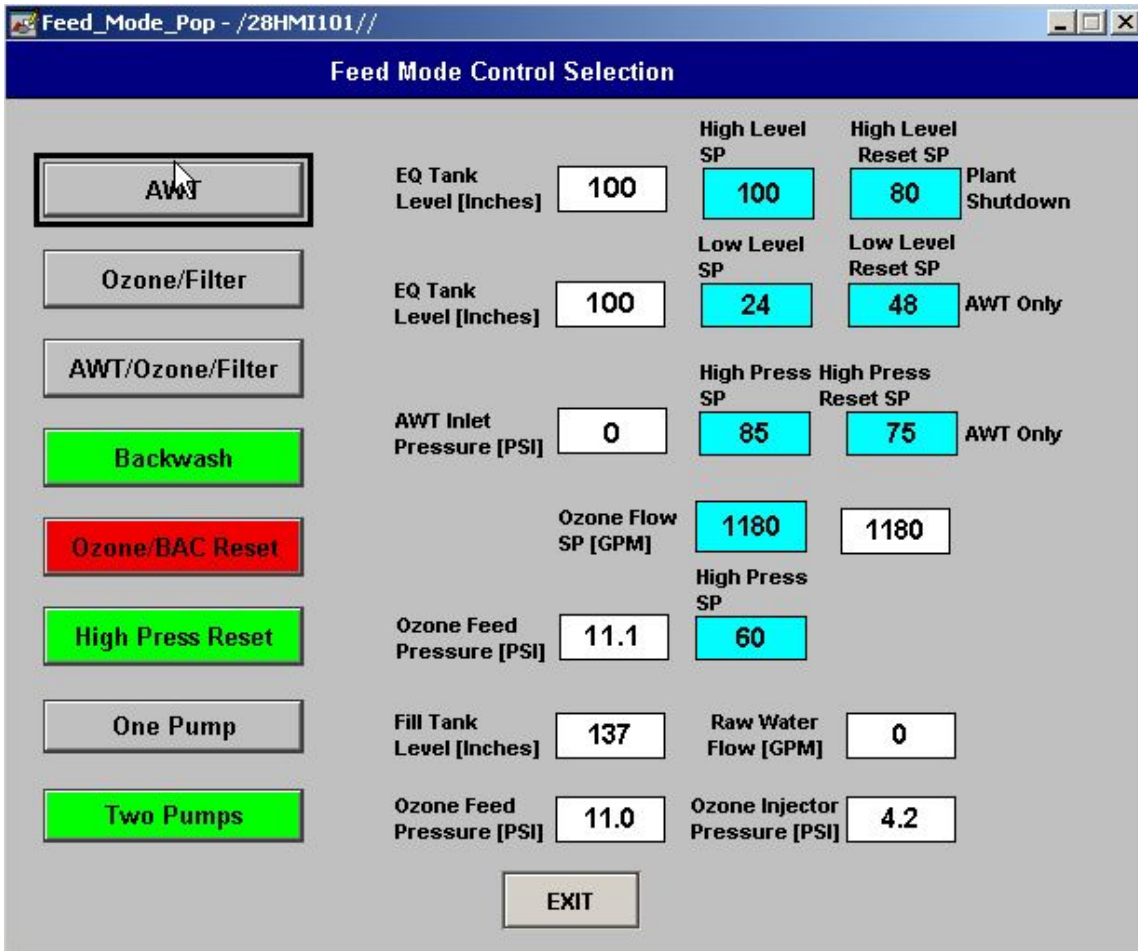 Feed_Mode_Pop - /28HMI101//
Feed Mode Control Selection
AWT
Ozone/Filter
AWT/Ozone/Filter
Backwash
Ozone/BAC Reset
High Press Reset
One Pump
Two Pumps
High Level
SP
High Level
Reset SP
EQ Tank
Level [Inches]
100
100
80
Plant
Shutdown
Low Level
SP
Low Level
Reset SP
EQ Tank
Level [Inches]
100
24
48
AWT Only
High Press
SP
High Press
Reset SP
AWT Inlet
Pressure [PSI]
0
85
75
AWT Only
Ozone Flow
SP [GPM]
1180
1180
High Press
SP
Ozone Feed
Pressure [PSI]
11.1
60
Fill Tank
Level [Inches]
137
Raw Water
Flow [GPM]
0
Ozone Feed
Pressure [PSI]
11.0
Ozone Injector
Pressure [PSI]
4.2
EXIT